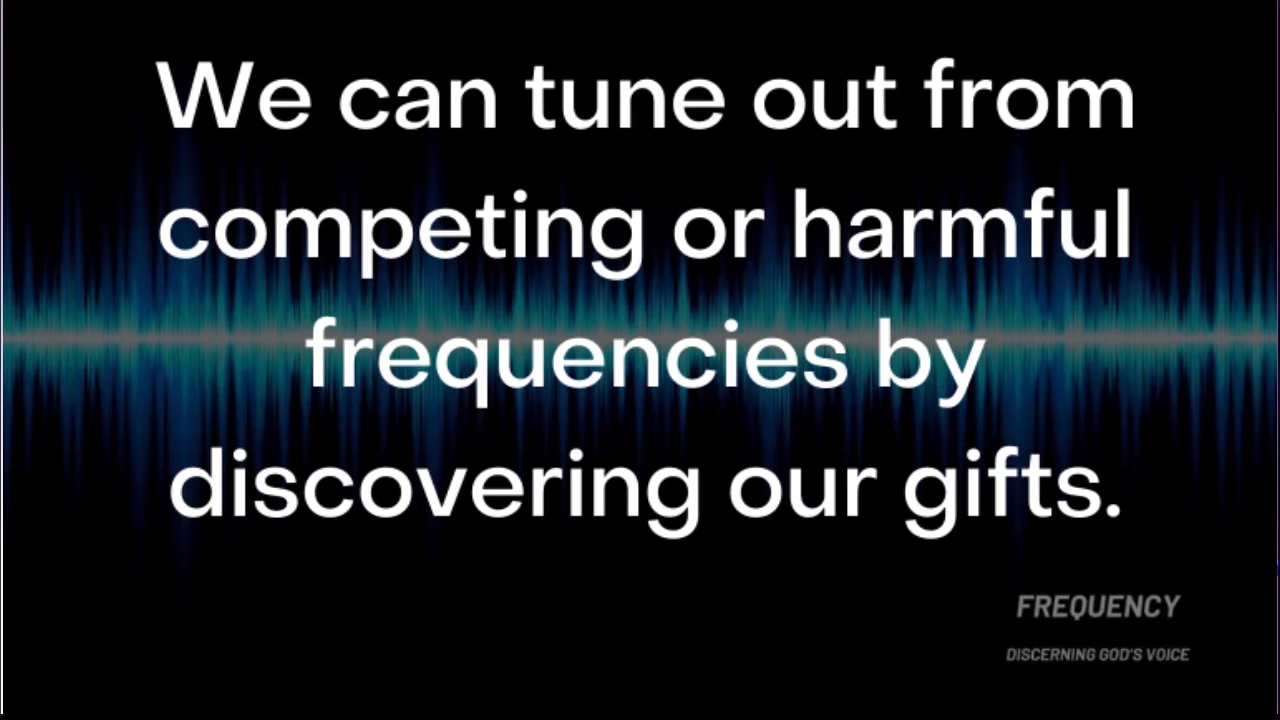 We can tune out from
competing or harmful
frequencies by
discovering our gifts.
FREQUENCY
DISCERNING GOD'S VOICE